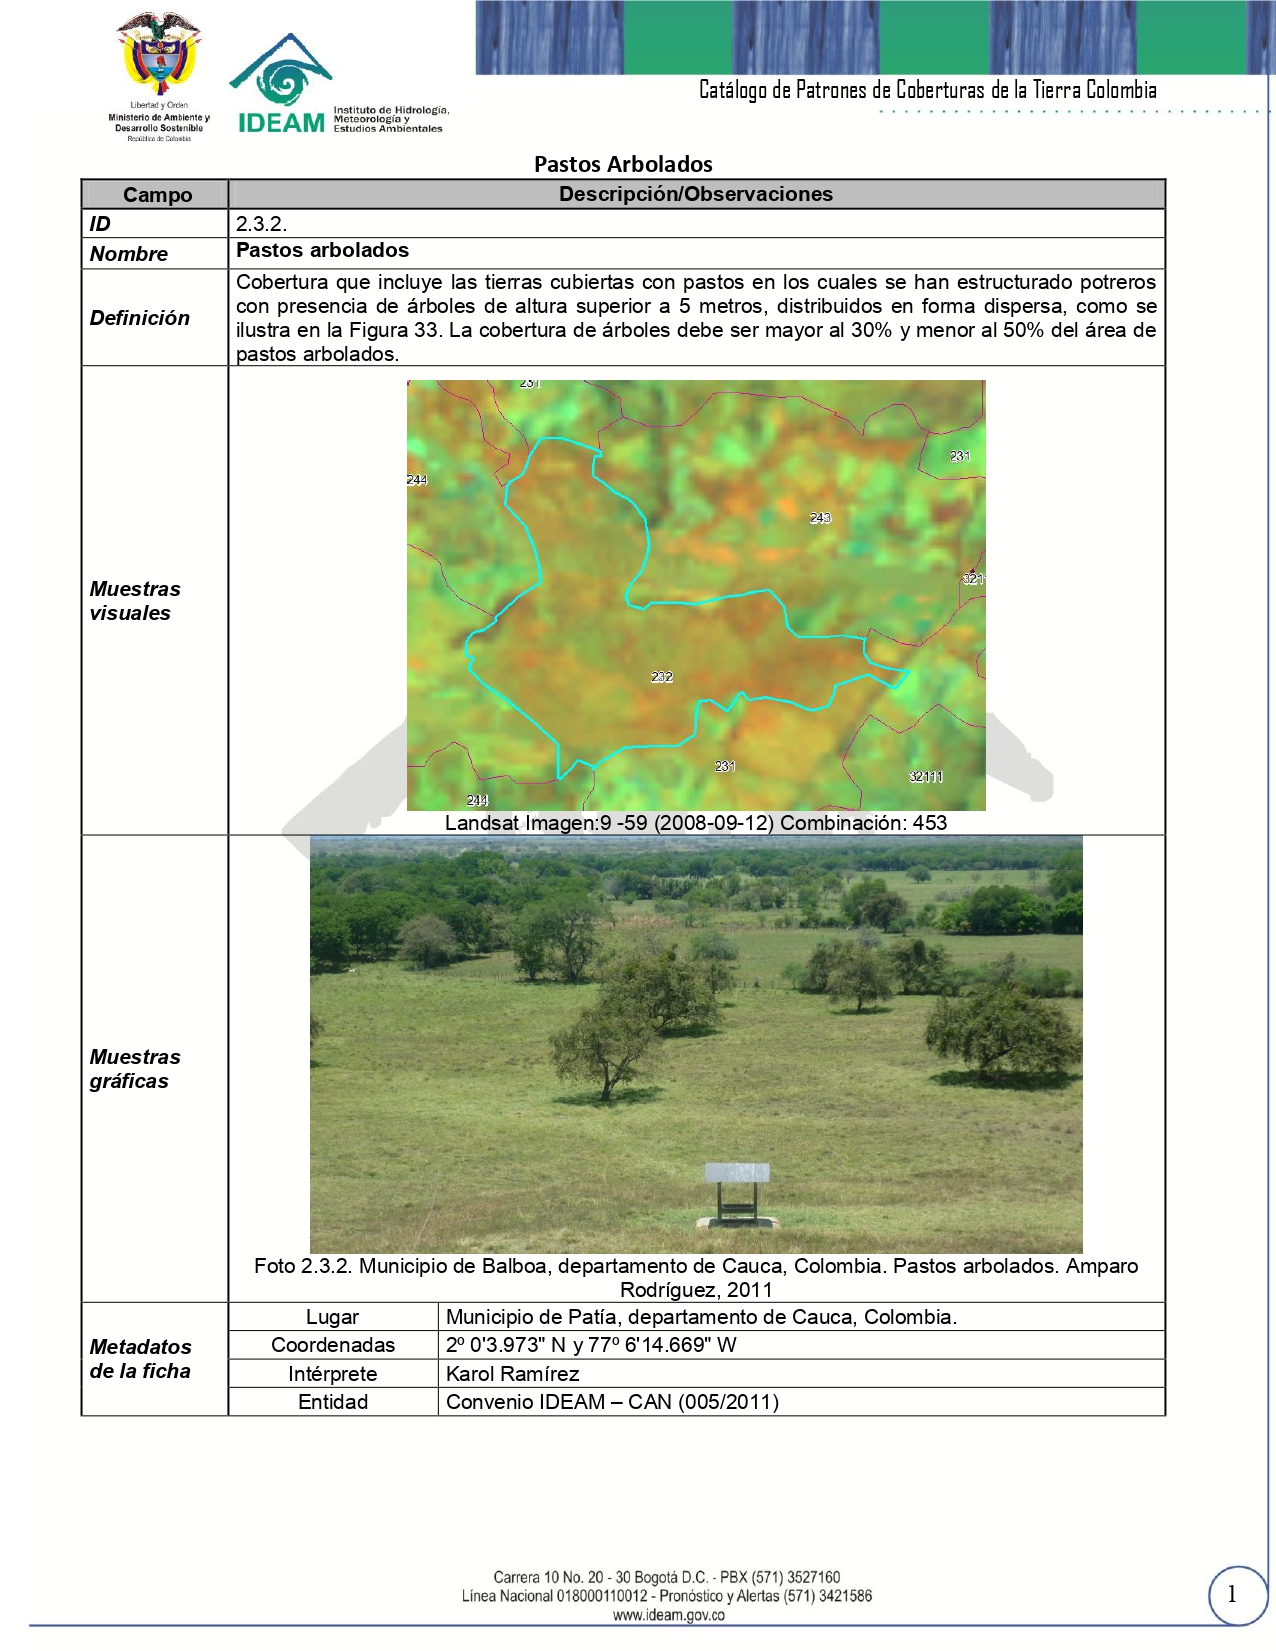 Libertad y Orden
Ministerio de Ambiente y
Desarrollo Sostenible
República de Colombia
IDEAM
Instituto de Hidrología,
Meteorología y
Estudios Ambientales
Catálogo de Patrones de Coberturas de la Tierra Colombia
Pastos Arbolados
Campo Descripción/Observaciones
ID 2.3.2.
Nombre Pastos arbolados
Definición
Cobertura que incluye las tierras cubiertas con pastos en los cuales se han estructurado potreros
con presencia de árboles de altura superior a 5 metros, distribuidos en forma dispersa, como se
ilustra en la Figura 33. La cobertura de árboles debe ser mayor al 30% y menor al 50% del área de
pastos arbolados.
Muestras
visuales
231
231
244
243
321
232
231
32111
244
Landsat Imagen:9 -59 (2008-09-12) Combinación: 453
Muestras
gráficas
Foto 2.3.2. Municipio de Balboa, departamento de Cauca, Colombia. Pastos arbolados. Amparo
Rodríguez, 2011
Metadatos
de la ficha
Lugar Municipio de Patía, departamento de Cauca, Colombia.
Coordenadas 2º 0'3.973" N y 77º 6'14.669" W
Intérprete Karol Ramírez
Entidad Convenio IDEAM – CAN (005/2011)
Carrera 10 No. 20 - 30 Bogotá D.C. - PBX (571) 3527160
Línea Nacional 018000110012 - Pronóstico y Alertas (571) 3421586
www.ideam.gov.co
1